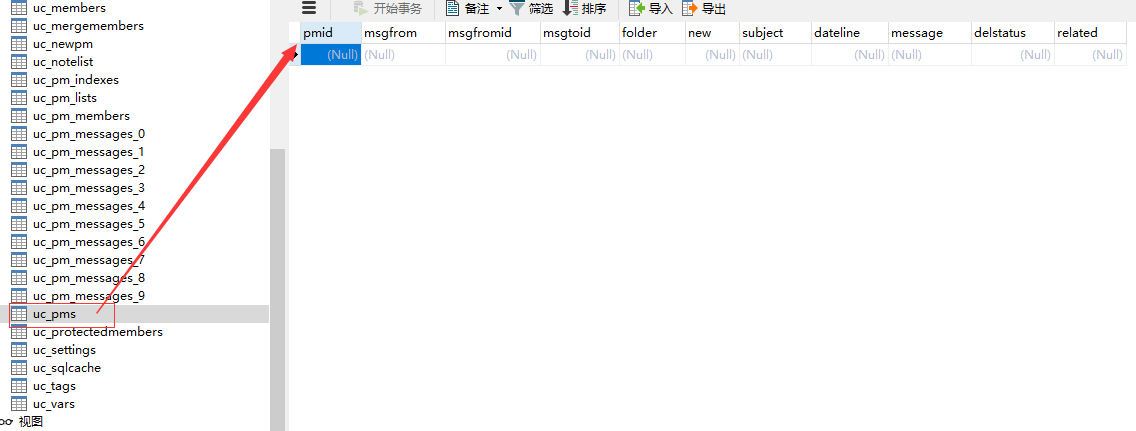 uc_members
uc_mergemembers
uc_newpm
uc_notelist
uc_pm_indexes
uc_pm_lists
uc_pm_members
uc_pm_messages_0
uc_pm_messages_1
uc_pm_messages_2
uc_pm_messages_3
uc_pm_messages_4
uc_pm_messages_5
uc_pm_messages_6
uc_pm_messages_7
uc_pm_messages_8
uc_pm_messages_9
uc_pms
uc_protectedmembers
uc_settings
uc_sqlcache
uc_tags
uc_vars
视图
开始事务 备注 筛选 排序 导入 导出
pmid msgfrom msgfromid msgtoid folder new subject dateline message delstatus related
(Null) (Null) (Null) (Null) (Null) (Null) (Null) (Null) (Null) (Null) (Null)